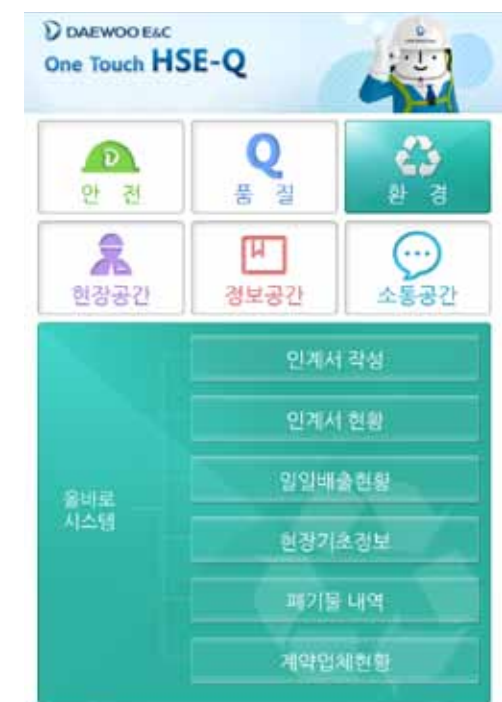 DAEWOO E&C
One Touch HSE-Q
안 전
품 질
환 경
현장공간
정보공간
소통공간
올바로
시스템
인계서 작성
인계서 현황
일일배출현황
현장기초정보
폐기물 내역
계약업체현황